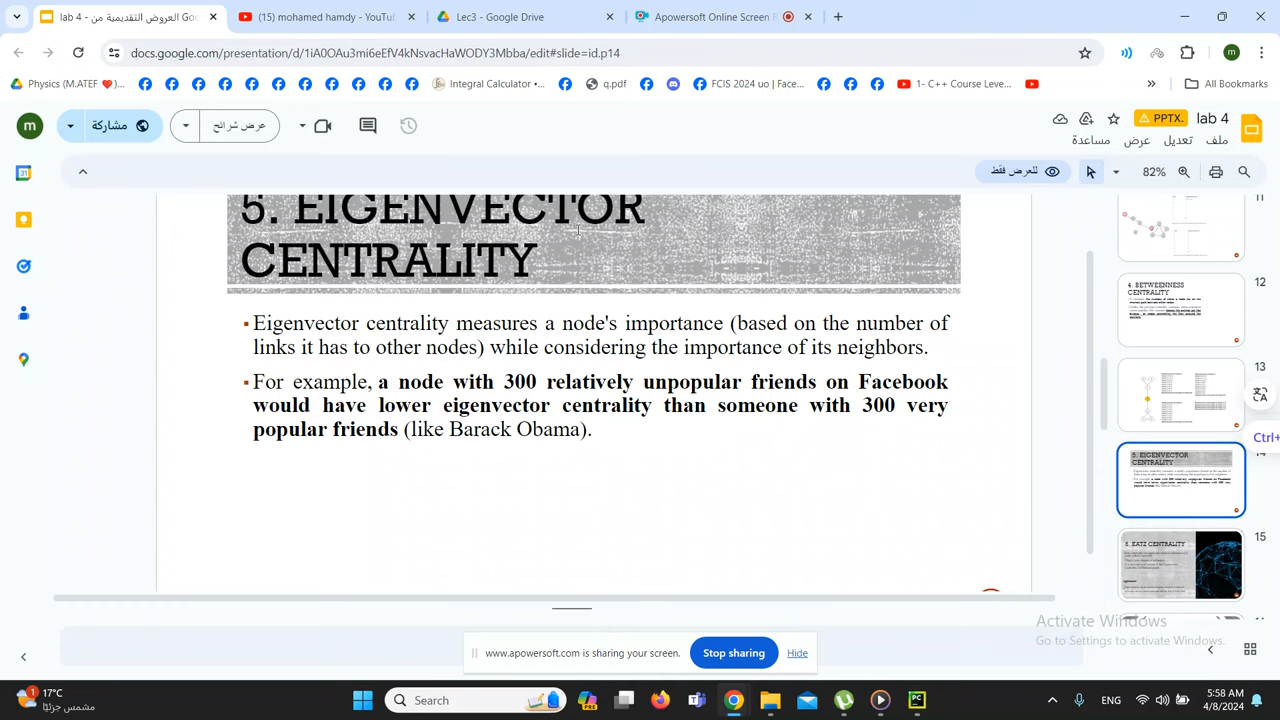 lab 4 - العروض التقديمية من Goo
(15) mohamed hamdy - YouTube
Lec3 - Google Drive
Apowersoft Online Screen R
docs.google.com/presentation/d/1iA0OAu3mi6eEfV4kNsvacHaWODY3Mbba/edit#slide=id.p14
Physics (M.ATEF ❤️)...
Integral Calculator •...
q.pdf
FCIS 2024 uo | Face...
1- C++ Course Leve...
All Bookmarks
m
مشاركة
عرض شرائح
PPTX.
lab 4
ملف
تعديل
عرض
مساعدة
للعرض فقط
82%
5. EIGENVECTOR
CENTRALITY
▪ Eigenvector centrality measures a node's importance (based on the number of
links it has to other nodes) while considering the importance of its neighbors.
▪ For example, a node with 300 relatively unpopular friends on Facebook
would have lower eigenvector centrality than someone with 300 very
popular friends (like Barack Obama).
11
12
4. BETWEENNESS
CENTRALITY
13
Ctrl+
14
5. EIGENVECTOR
CENTRALITY
15
6. KATZ CENTRALITY
Activate Windows
Go to Settings to activate Windows.
www.apowersoft.com is sharing your screen.
Stop sharing
Hide
1
17°C
مشمس جزئيًا
Search
PRE
PC
ENG
5:58 AM
4/8/2024